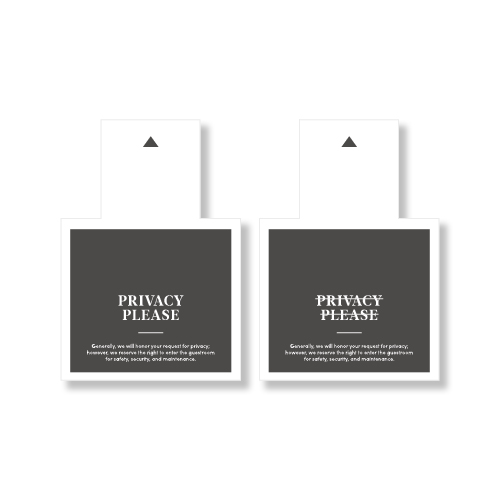 PRIVACY
PLEASE
Generally, we will honor your request for privacy;
however, we reserve the right to enter the guestroom
for safety, security, and maintenance.
PRIVACY
PLEASE
Generally, we will honor your request for privacy;
however, we reserve the right to enter the guestroom
for safety, security, and maintenance.